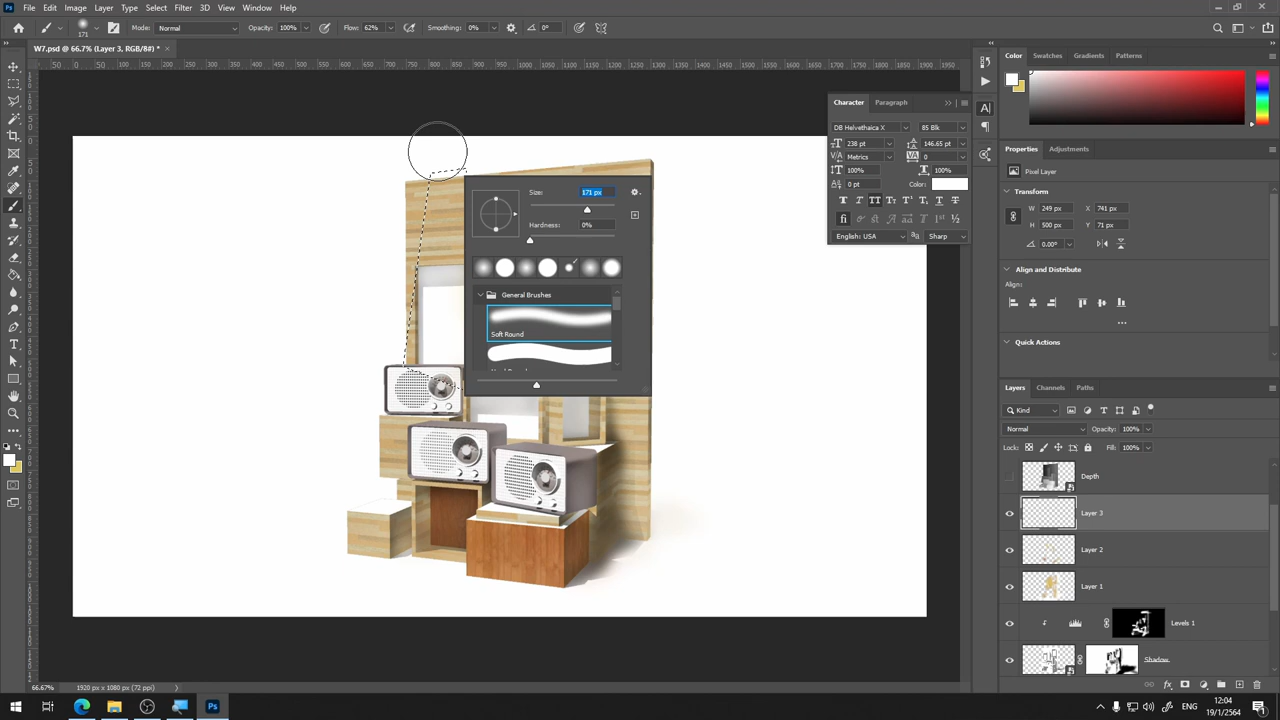 Ps File Edit Image Layer Type Select Filter 3D View Window Help
171 Mode: Normal Opacity: 100% Flow: 62% Smoothing: 0% 0°
W7.psd @ 66.7% (Layer 3, RGB/8#) * ×
Color Swatches Gradients Patterns
Character Paragraph
DB Helvethaica X 85 Blk
238 pt 146.65 pt
Metrics 0
100% 100%
0 pt Color:
English: USA Sharp
Properties Adjustments
Pixel Layer
Transform
W 249 px X 741 px
H 500 px Y 71 px
0.00°
Align and Distribute
Align:
Quick Actions
Size: 171 px
Hardness: 0%
General Brushes
Soft Round
Layers Channels Paths
Kind
Normal Opacity: 100%
Lock: Fill: 100%
Depth
Layer 3
Layer 2
Layer 1
Levels 1
Shadow
66.67% 1920 px x 1080 px (72 ppi)
12:04
19/1/2564